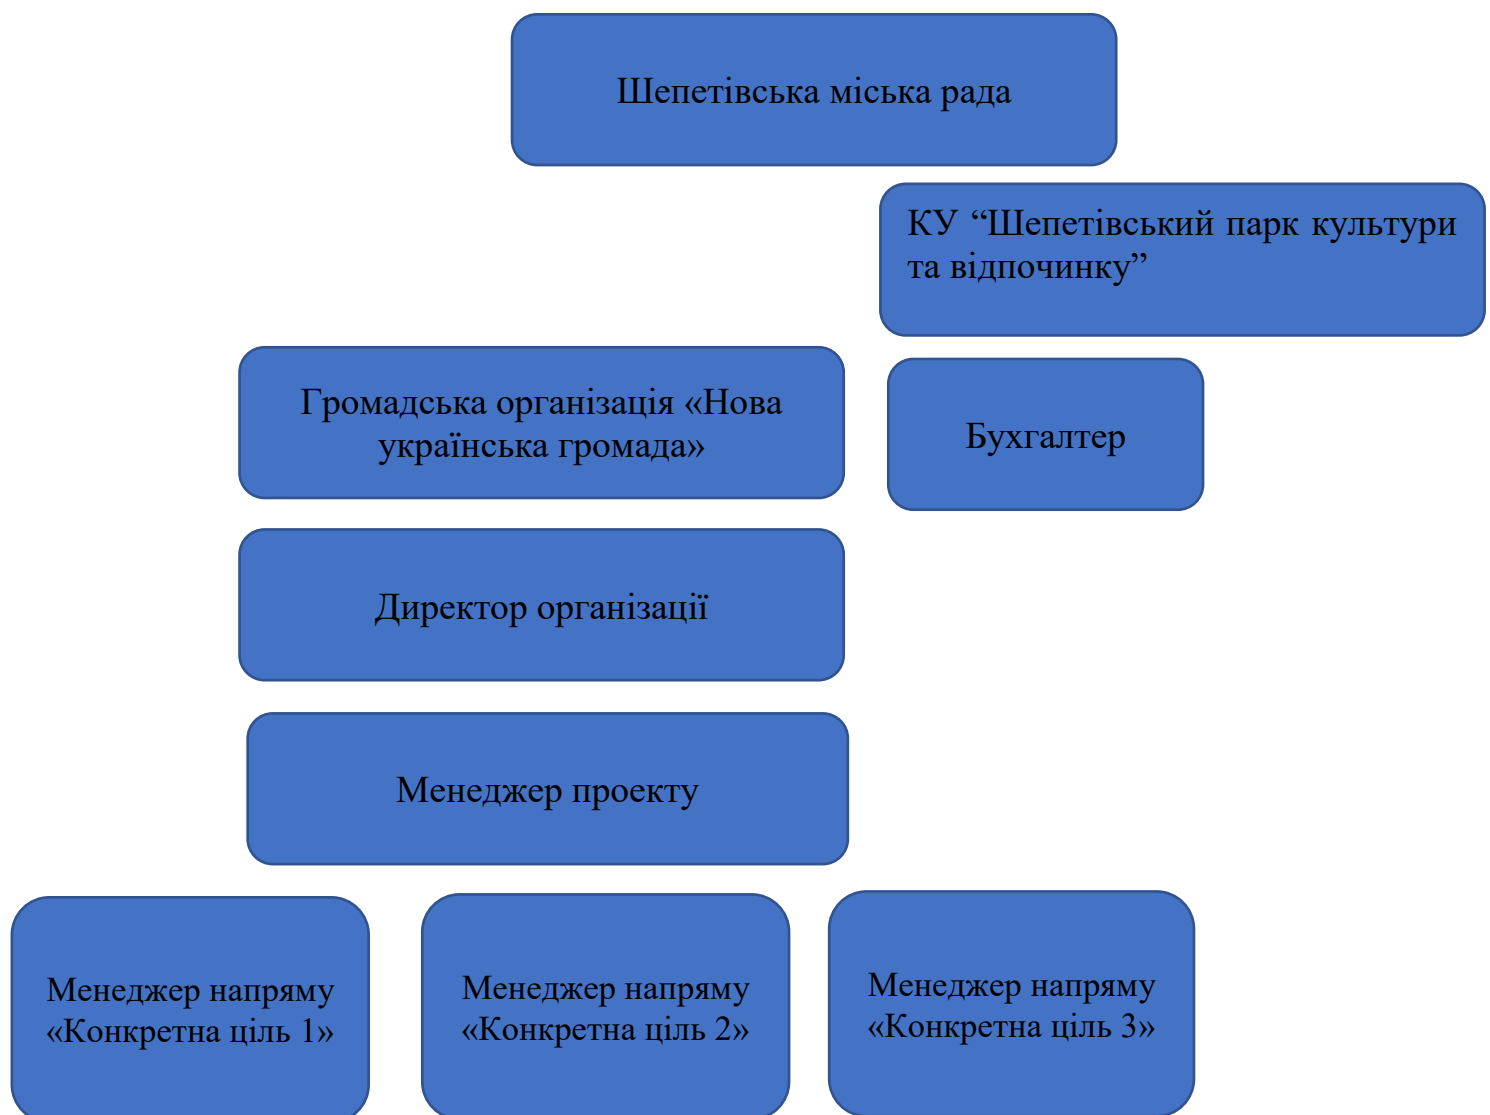 Шепетівська міська рада
КУ “Шепетівський парк культури
та відпочинку”
Громадська організація «Нова
українська громада»
Бухгалтер
Директор організації
Менеджер проекту
Менеджер напряму
«Конкретна ціль 1»
Менеджер напряму
«Конкретна ціль 2»
Менеджер напряму
«Конкретна ціль 3»